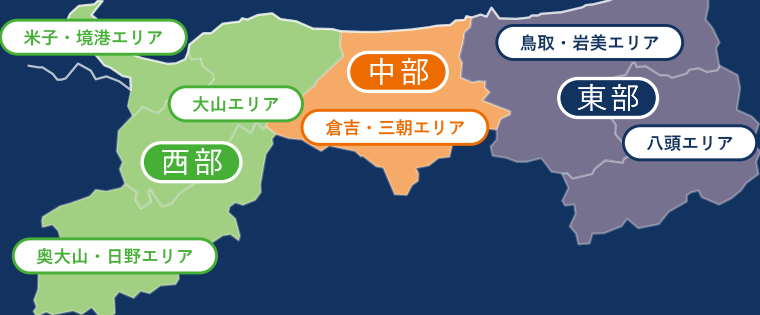 米子・境港エリア
鳥取・岩美エリア
中部
大山エリア
東部
倉吉・三朝エリア
八頭エリア
西部
奥大山・日野エリア